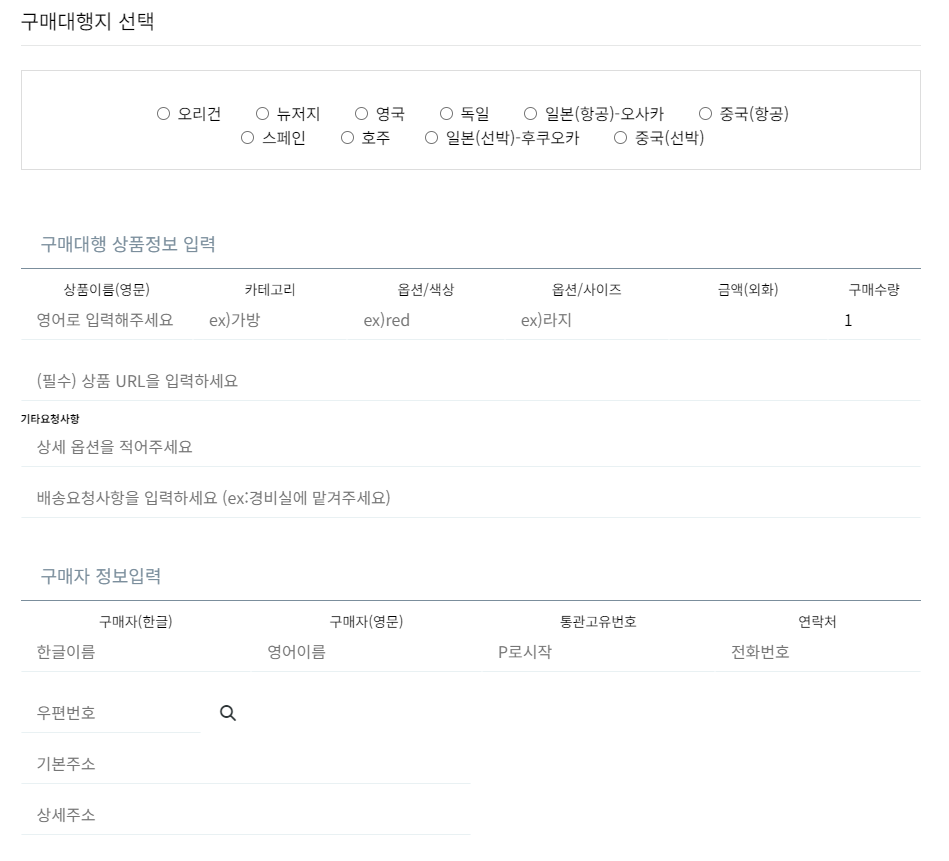 구매대행지 선택
오리건 뉴저지 영국 독일 일본(항공)-오사카 중국(항공)
스페인 호주 일본(선박)-후쿠오카 중국(선박)
구매대행 상품정보 입력
상품이름(영문) 카테고리 옵션/색상 옵션/사이즈 금액(외화) 구매수량
영어로 입력해주세요 ex)가방 ex)red ex)라지 1
(필수) 상품 URL을 입력하세요
기타요청사항
상세 옵션을 적어주세요
배송요청사항을 입력하세요 (ex:경비실에 맡겨주세요)
구매자 정보입력
구매자(한글) 구매자(영문) 통관고유번호 연락처
한글이름 영어이름 P로시작 전화번호
우편번호
기본주소
상세주소